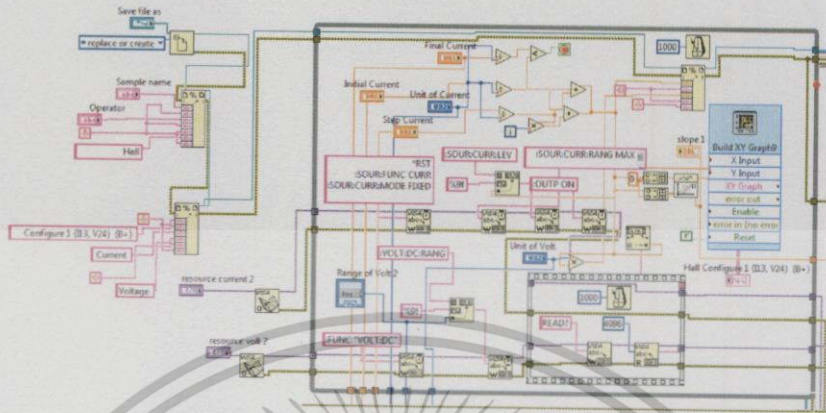 Save file as
replace or create
Sample name
Operator
Hall
Configure 1 (I13, V24) (B+)
Current
Voltage
resource current 2
resource volt 2
Final Current
Initial Current
Unit of Current
Step Current
*RST
:SOUR:FUNC CURR
:SOUR:CURR:MODE FIXED
:SOUR:CURR:LEV
:SOUR:CURR:RANG MAX
:OUTP ON
:VOLT:DC:RANG
Range of Volt 2
:FUNC "VOLT:DC"
Unit of Volt
1000
READ?
1000
slope 1
Build XY Graph9
X Input
Y Input
XY Graph
error out
Enable
error in (no error
Reset
Hall Configure 1 (I13, V24) (B+)